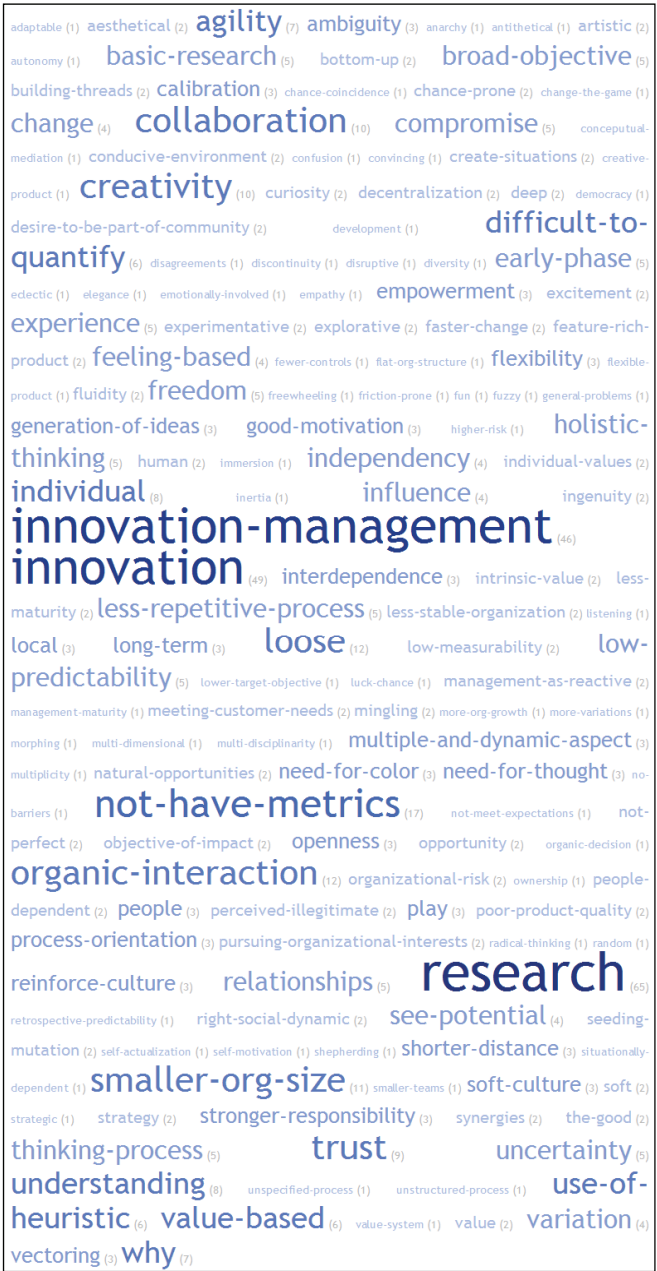 adaptable (1) aesthetical (2) agility (7) ambiguity (3) anarchy (1) antithetical (1) artistic (2)
autonomy (1) basic-research (5) bottom-up (2) broad-objective (5)
building-threads (2) calibration (3) chance-coincidence (1) chance-prone (2) change-the-game (1)
change (4) collaboration (10) compromise (5) conceputual-
mediation (1) conducive-environment (2) confusion (1) convincing (1) create-situations (2) creative-
product (1) creativity (10) curiosity (2) decentralization (2) deep (2) democracy (1)
desire-to-be-part-of-community (2) development (1) difficult-to-
quantify (6) disagreements (1) discontinuity (1) disruptive (1) diversity (1) early-phase (5)
eclectic (1) elegance (1) emotionally-involved (1) empathy (1) empowerment (3) excitement (2)
experience (5) experimentative (2) explorative (2) faster-change (2) feature-rich-
product (2) feeling-based (4) fewer-controls (1) flat-org-structure (1) flexibility (3) flexible-
product (1) fluidity (2) freedom (5) freewheeling (1) friction-prone (1) fun (1) fuzzy (1) general-problems (1)
generation-of-ideas (3) good-motivation (3) higher-risk (1) holistic-
thinking (5) human (2) immersion (1) independency (4) individual-values (2)
individual (8) inertia (1) influence (4) ingenuity (2)
innovation-management (46)
innovation (49) interdependence (3) intrinsic-value (2) less-
maturity (2) less-repetitive-process (5) less-stable-organization (2) listening (1)
local (3) long-term (3) loose (12) low-measurability (2) low-
predictability (5) lower-target-objective (1) luck-chance (1) management-as-reactive (2)
management-maturity (1) meeting-customer-needs (2) mingling (2) more-org-growth (1) more-variations (1)
morphing (1) multi-dimensional (1) multi-disciplinarity (1) multiple-and-dynamic-aspect (3)
multiplicity (1) natural-opportunities (2) need-for-color (3) need-for-thought (3) no-
barriers (1) not-have-metrics (17) not-meet-expectations (1) not-
perfect (2) objective-of-impact (2) openness (3) opportunity (2) organic-decision (1)
organic-interaction (12) organizational-risk (2) ownership (1) people-
dependent (2) people (3) perceived-illegitimate (2) play (3) poor-product-quality (2)
process-orientation (3) pursuing-organizational-interests (2) radical-thinking (1) random (1)
reinforce-culture (3) relationships (5) research (65)
retrospective-predictability (1) right-social-dynamic (2) see-potential (4) seeding-
mutation (2) self-actualization (1) self-motivation (1) shepherding (1) shorter-distance (3) situationally-
dependent (1) smaller-org-size (11) smaller-teams (1) soft-culture (3) soft (2)
strategic (1) strategy (2) stronger-responsibility (3) synergies (2) the-good (2)
thinking-process (5) trust (9) uncertainty (5)
understanding (8) unspecified-process (1) unstructured-process (1) use-of-
heuristic (6) value-based (6) value-system (1) value (2) variation (4)
vectoring (3) why (7)